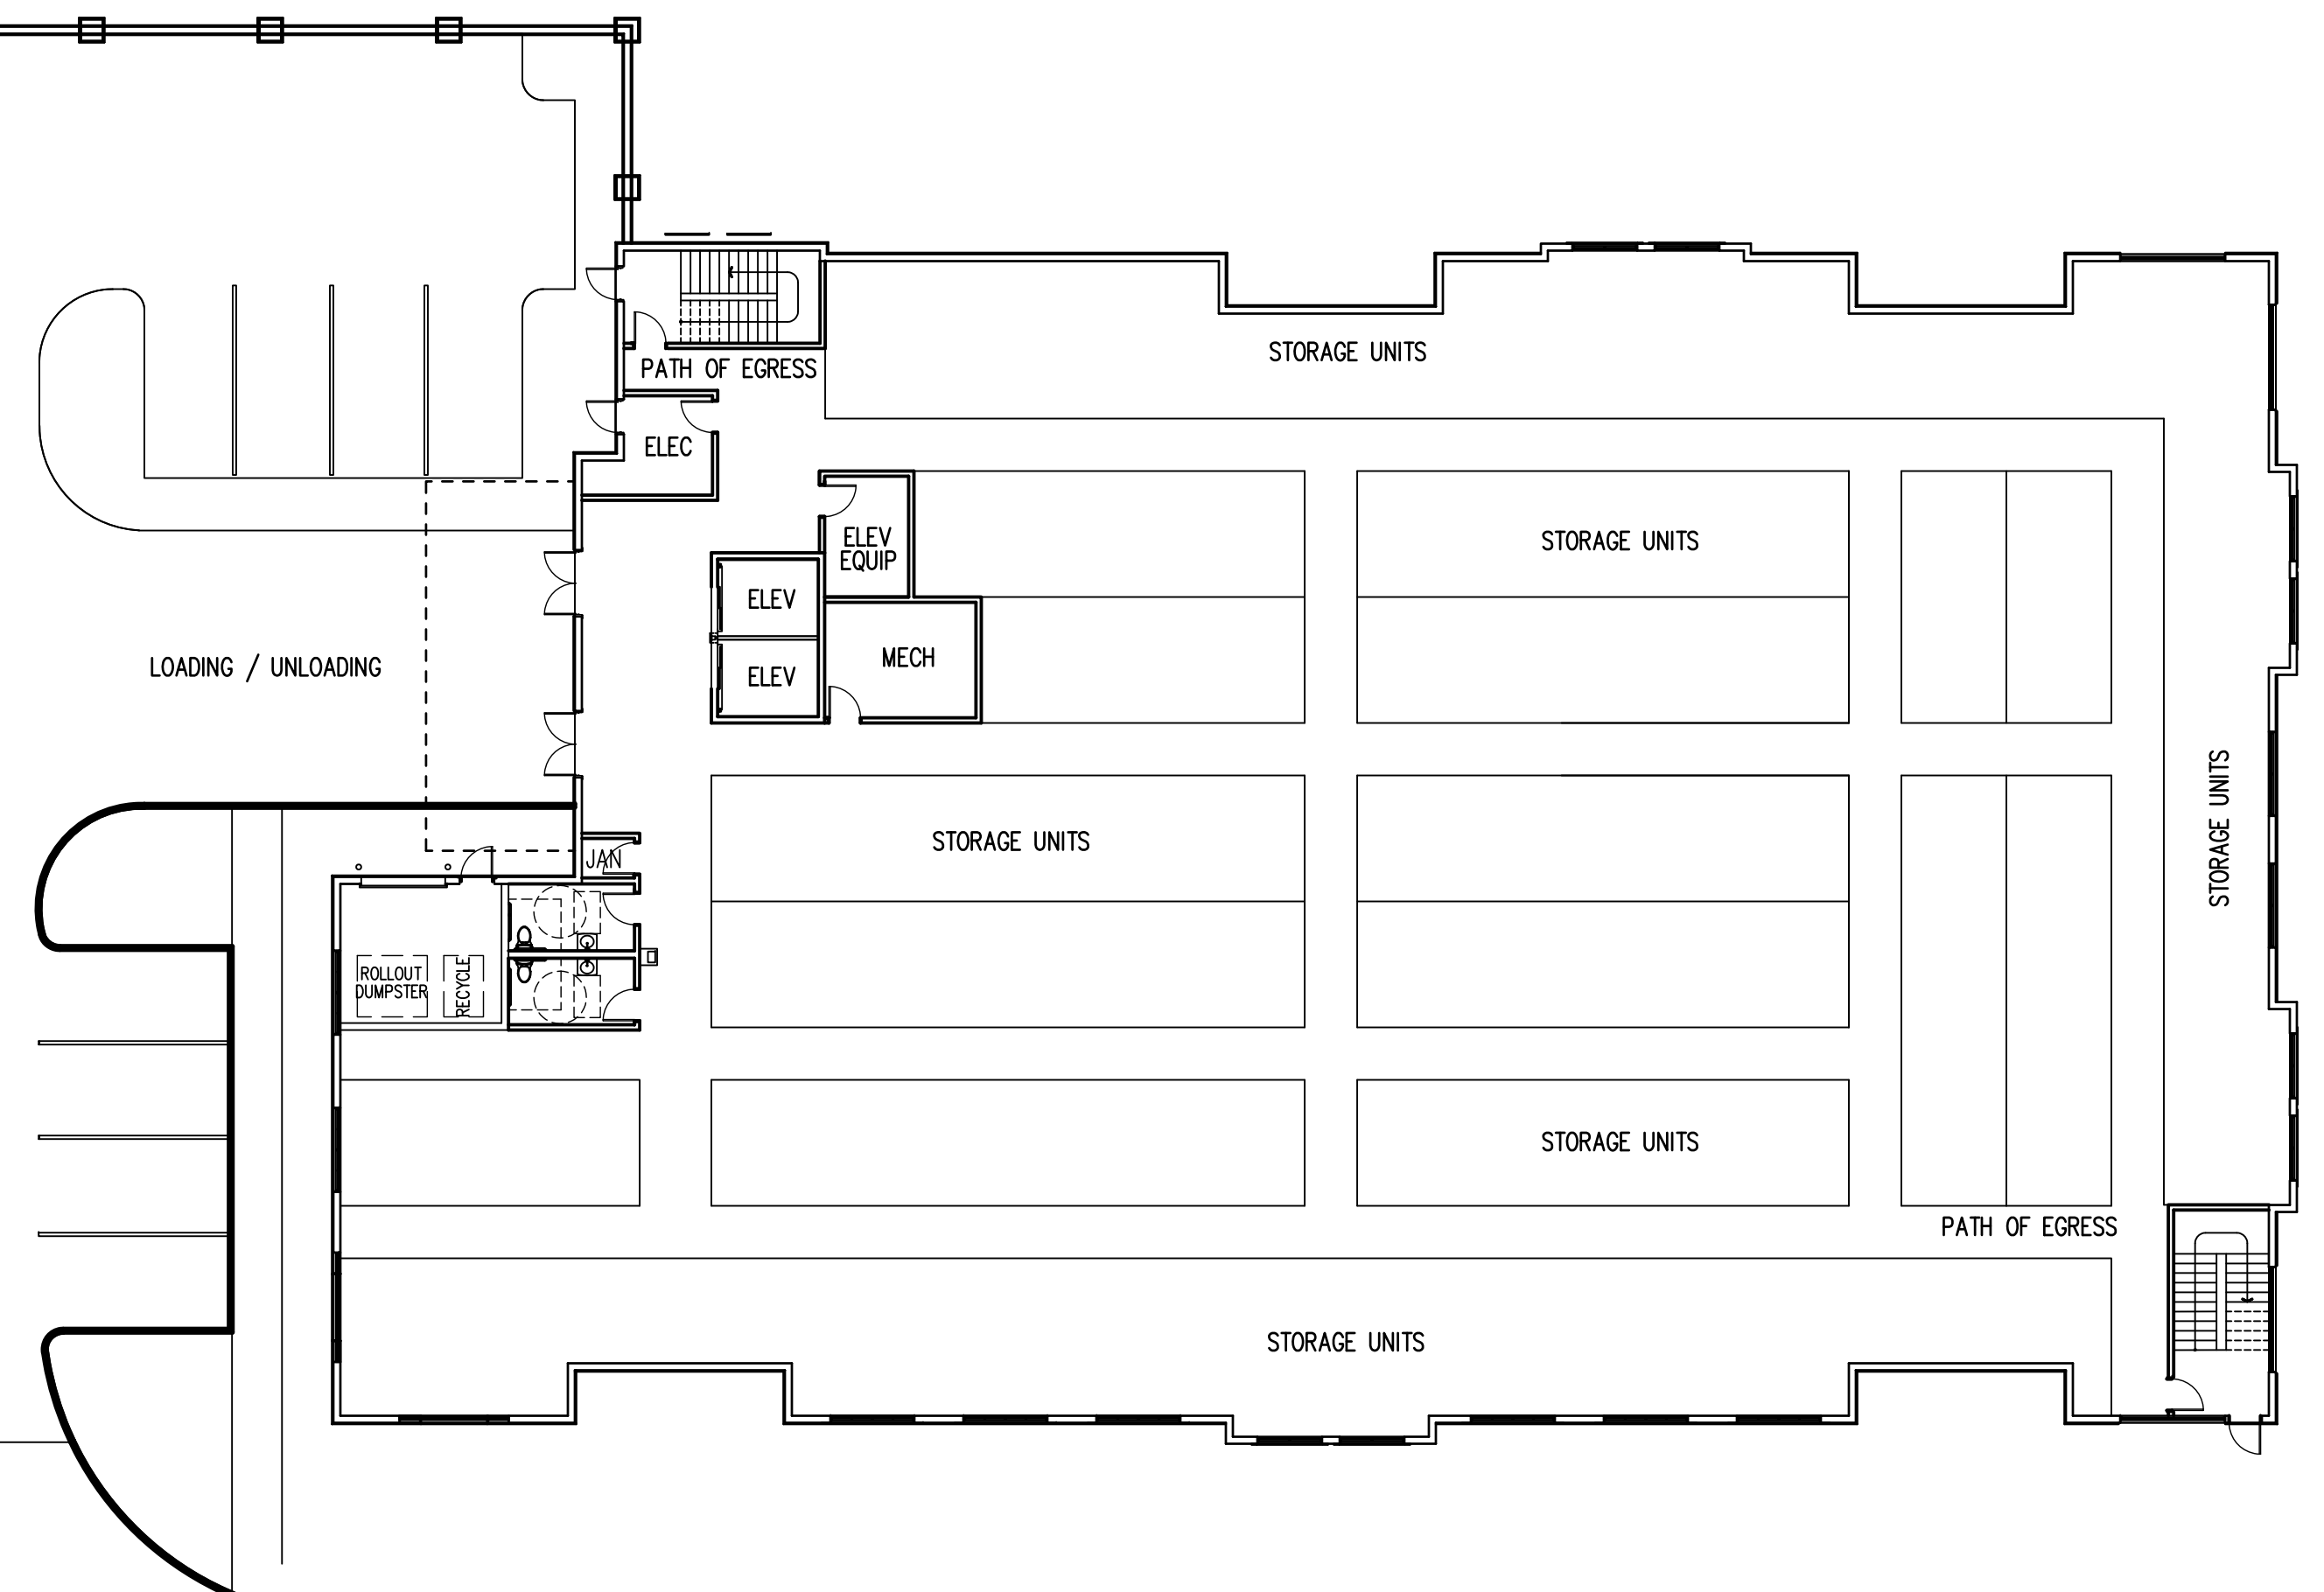 STORAGE UNITS
PATH OF EGRESS
ELEC
ELEV
EQUIP
STORAGE UNITS
ELEV
MECH
LOADING / UNLOADING
ELEV
STORAGE UNITS
STORAGE UNITS
JAN
ROLLOUT
DUMPSTER
RECYCLE
STORAGE UNITS
PATH OF EGRESS
STORAGE UNITS